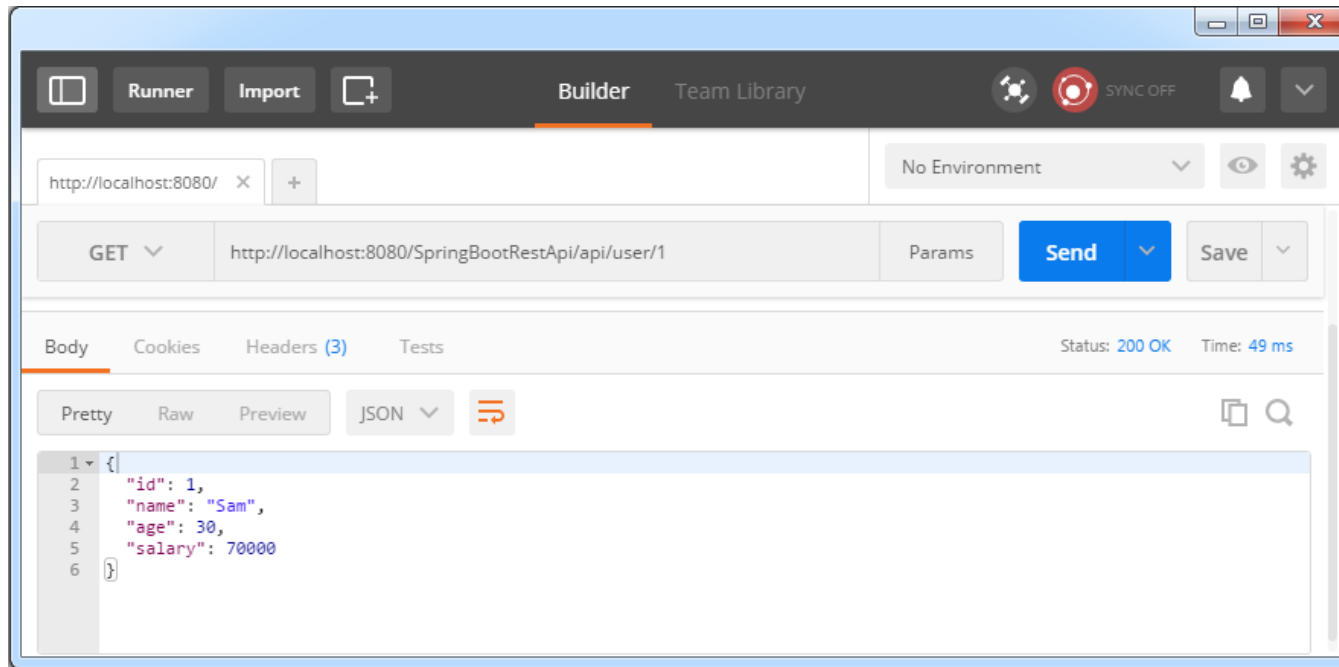 Runner Import Builder Team Library SYNC OFF
http://localhost:8080/ No Environment
GET http://localhost:8080/SpringBootRestApi/api/user/1 Params Send Save
Body Cookies Headers (3) Tests Status: 200 OK Time: 49 ms
Pretty Raw Preview JSON
1 {
2 "id": 1,
3 "name": "Sam",
4 "age": 30,
5 "salary": 70000
6 }